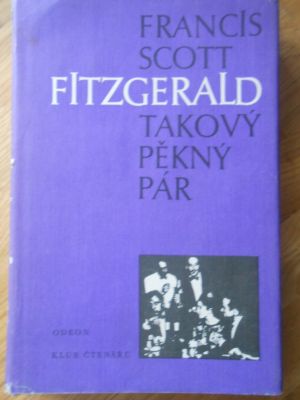 FRANCIS
SCOTT
FITZGERALD
TAKOVÝ
PĚKNÝ
PÁR
ODEON
KLUB ČTENÁŘŮ